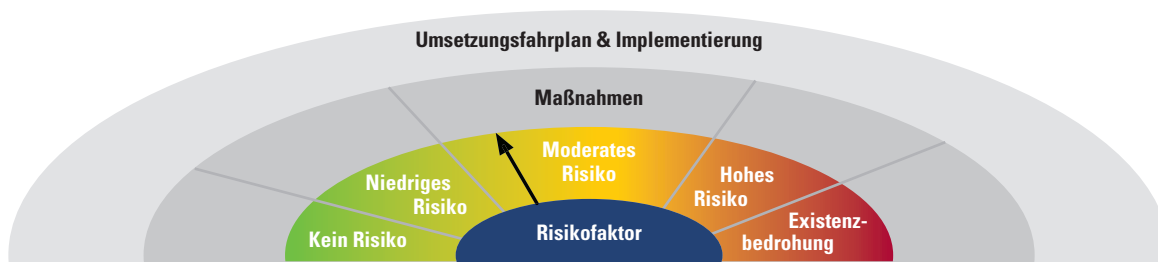 Umsetzungsfahrplan & Implementierung
Maßnahmen
Kein Risiko
Niedriges
Risiko
Moderates
Risiko
Hohes
Risiko
Existenz-
bedrohung
Risikofaktor